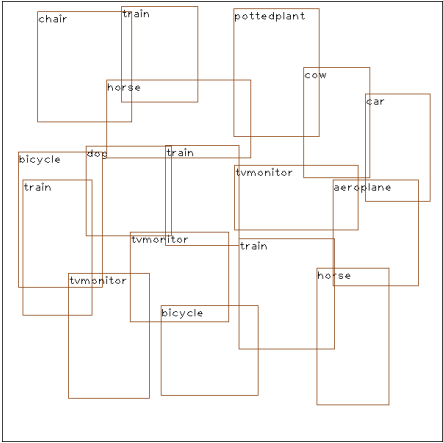 chair
train
pottedplant
cow
horse
car
bicycle
dog
train
tvmonitor
train
aeroplane
tvmonitor
train
tvmonitor
horse
bicycle